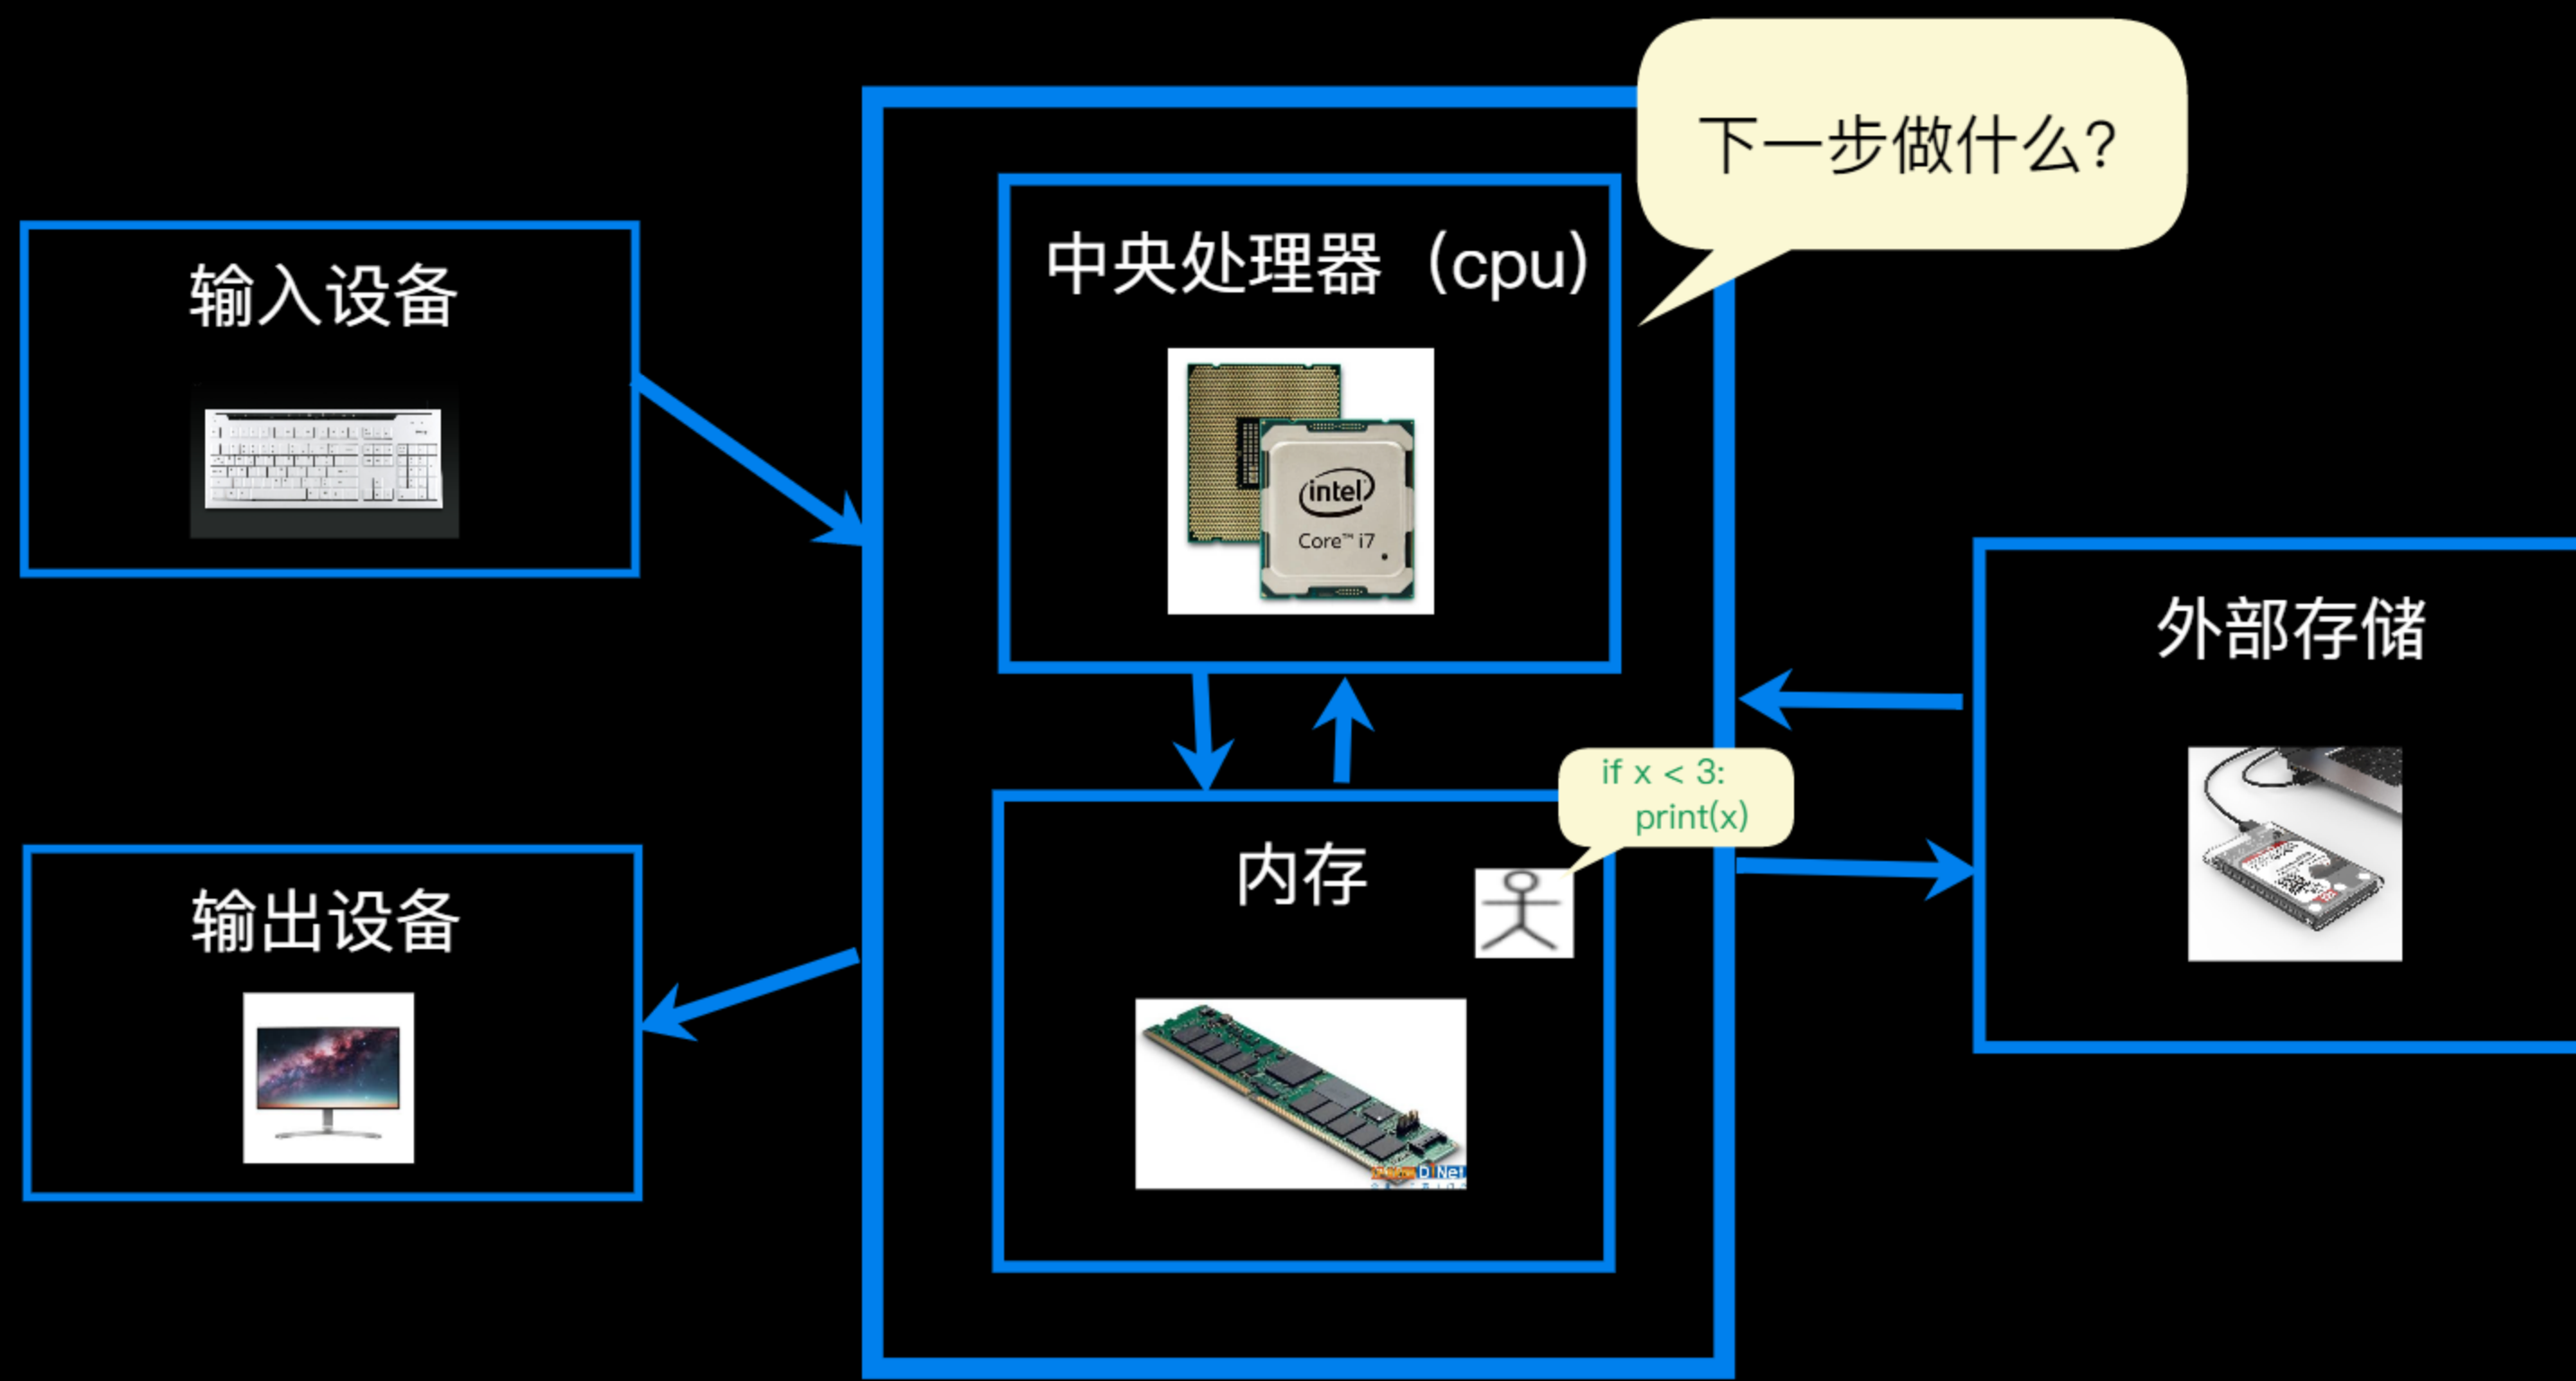 下一步做什么?
中央处理器（cpu)
输入设备
intel
Core™ i7
外部存储
if x < 3:
print(x)
内存
输出设备